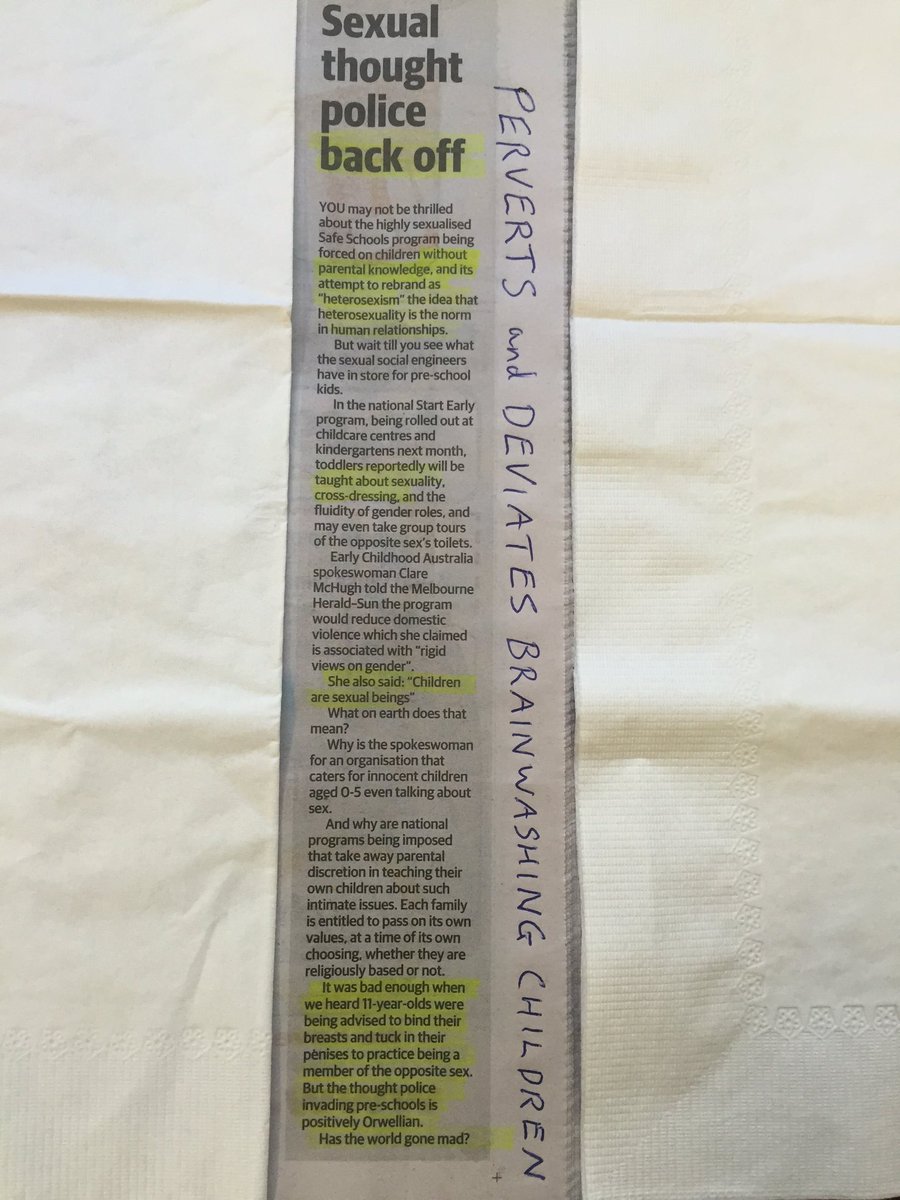 Sexual
thought
police
back off
YOU may not be thrilled
about the highly sexualised
Safe Schools program being
forced on children without
parental knowledge, and its
attempt to rebrand as
"heterosexism" the idea that
heterosexuality is the norm
in human relationships.
But wait till you see what
the sexual social engineers
have in store for pre-school
kids.
In the national Start Early
program, being rolled out at
childcare centres and
kindergartens next month,
toddlers reportedly will be
taught about sexuality,
cross-dressing, and the
fluidity of gender roles, and
may even take group tours
of the opposite sex's toilets.
Early Childhood Australia
spokeswoman Clare
McHugh told the Melbourne
Herald–Sun the program
would reduce domestic
violence which she claimed
is associated with "rigid
views on gender".
She also said: "Children
are sexual beings"
What on earth does that
mean?
Why is the spokeswoman
for an organisation that
caters for innocent children
aged 0-5 even talking about
sex.
And why are national
programs being imposed
that take away parental
discretion in teaching their
own children about such
intimate issues. Each family
is entitled to pass on its own
values, at a time of its own
choosing, whether they are
religiously based or not.
It was bad enough when
we heard 11-year-olds were
being advised to bind their
breasts and tuck in their
penises to practice being a
member of the opposite sex.
But the thought police
invading pre-schools is
positively Orwellian.
Has the world gone mad?
PERVERTS and DEVIATES BRAINWASHING CHILDREN